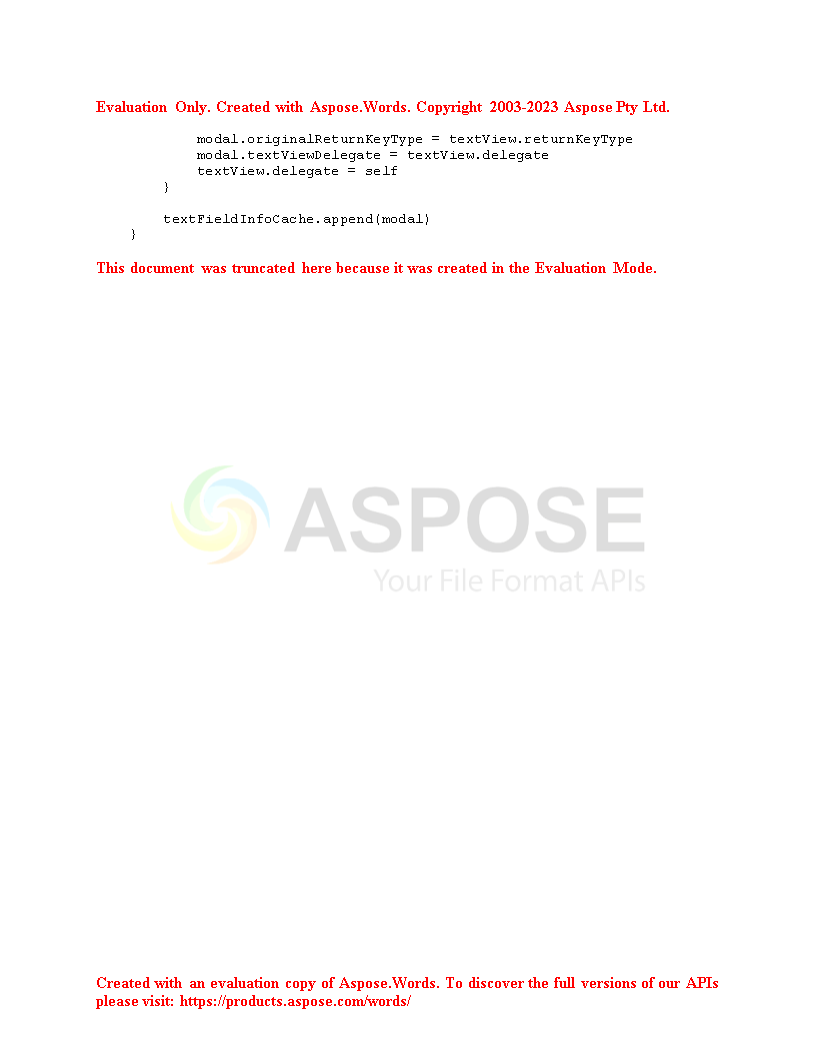 Evaluation Only. Created with Aspose.Words. Copyright 2003-2023 Aspose Pty Ltd.
            modal.originalReturnKeyType = textView.returnKeyType
            modal.textViewDelegate = textView.delegate
            textView.delegate = self
        }
        textFieldInfoCache.append(modal)
    }
This document was truncated here because it was created in the Evaluation Mode.
ASPOSE
Your File Format APIs
Created with an evaluation copy of Aspose.Words. To discover the full versions of our APIs
please visit: https://products.aspose.com/words/